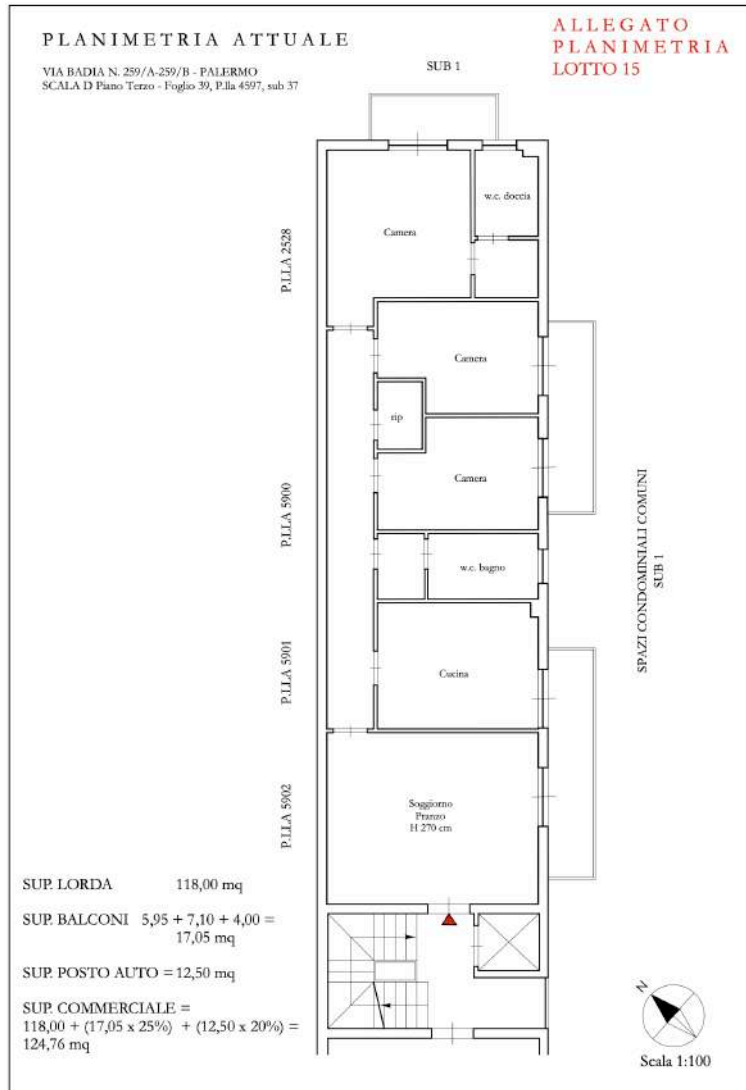 PLANIMETRIA ATTUALE
VIA BADIA N. 259/A-259/B - PALERMO
SCALA D Piano Terzo - Foglio 39, P.lla 4597, sub 37
SUB 1
ALLEGATO
PLANIMETRIA
LOTTO 15
w.c. doccia
Camera
P.LLA 2528
Camera
rip
Camera
P.LLA 5900
w.c. bagno
SPAZI CONDOMINIALI COMUNI
SUB 1
P.LLA 5901
Cucina
P.LLA 5902
Soggiorno
Pranzo
H 270 cm
SUP. LORDA 118,00 mq
SUP. BALCONI 5,95 + 7,10 + 4,00 =
17,05 mq
SUP. POSTO AUTO = 12,50 mq
SUP. COMMERCIALE =
118,00 + (17,05 x 25%) + (12,50 x 20%) =
124,76 mq
N
Scala 1:100